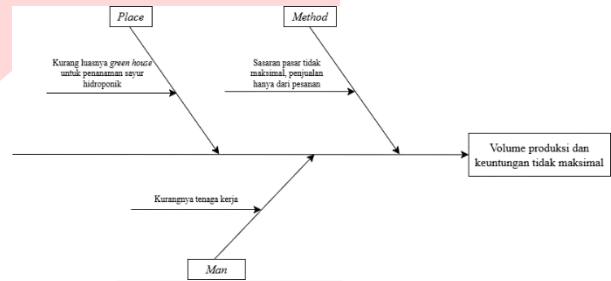 Place
Method
Kurang luasnya green house
untuk penanaman sayur
hidroponik
Sasaran pasar tidak
maksimal, penjualan
hanya dari pesanan
Volume produksi dan
keuntungan tidak maksimal
Kurangnya tenaga kerja
Man